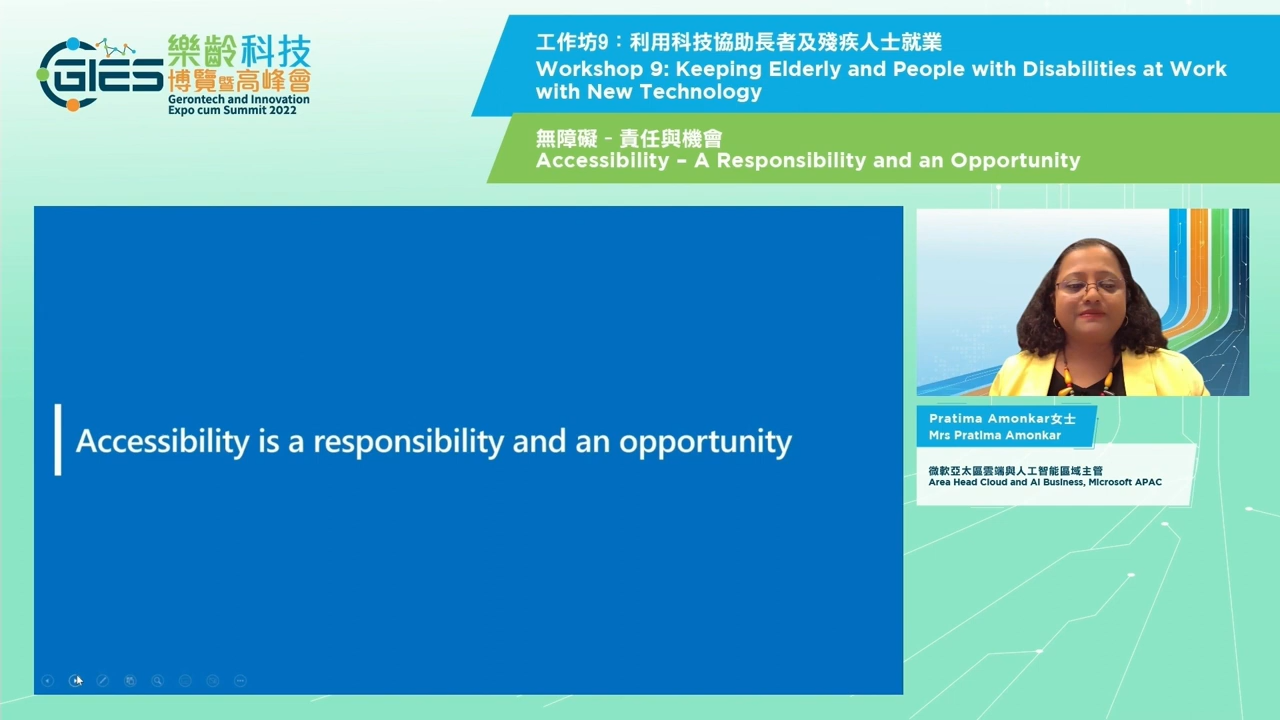 GIES
樂齡科技
博覽暨高峰會
Gerontech and Innovation
Expo cum Summit 2022
工作坊9：利用科技協助長者及殘疾人士就業
Workshop 9: Keeping Elderly and People with Disabilities at Work
with New Technology
無障礙 - 責任與機會
Accessibility – A Responsibility and an Opportunity
Accessibility is a responsibility and an opportunity
Pratima Amonkar女士
Mrs Pratima Amonkar
微軟亞太區雲端與人工智能區域主管
Area Head Cloud and AI Business, Microsoft APAC